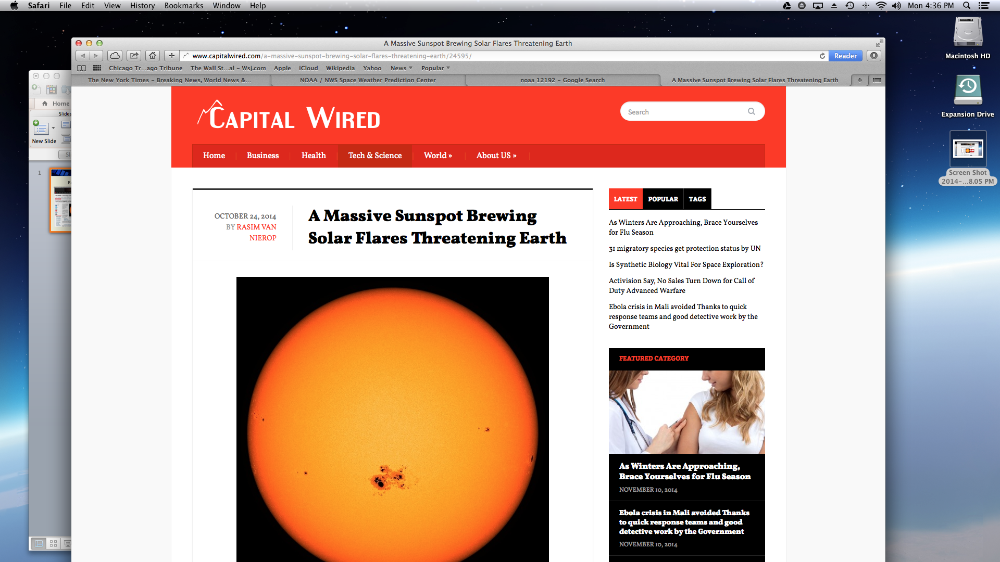 Safari File Edit View History Bookmarks Window Help
Mon 4:36 PM
Macintosh HD
Expansion Drive
Screen Shot
2014-...8.05 PM
Home
Slides
New Slide
1
A Massive Sunspot Brewing Solar Flares Threatening Earth
www.capitalwired.com/a-massive-sunspot-brewing-solar-flares-threatening-earth/24595/
Reader
Chicago Tr...ago Tribune The Wall St...al – Wsj.com Apple iCloud Wikipedia Yahoo News Popular
The New York Times – Breaking News, World News &...
NOAA / NWS Space Weather Prediction Center
noaa 12192 – Google Search
A Massive Sunspot Brewing Solar Flares Threatening Earth
CAPITAL WIRED
Search
Home Business Health Tech & Science World » About US »
OCTOBER 24, 2014
BY RASIM VAN
NIEROP
A Massive Sunspot Brewing
Solar Flares Threatening Earth
LATEST POPULAR TAGS
As Winters Are Approaching, Brace Yourselves
for Flu Season
31 migratory species get protection status by UN
Is Synthetic Biology Vital For Space Exploration?
Activision Say, No Sales Turn Down for Call of
Duty Advanced Warfare
Ebola crisis in Mali avoided Thanks to quick
response teams and good detective work by the
Government
FEATURED CATEGORY
As Winters Are Approaching,
Brace Yourselves for Flu Season
NOVEMBER 10, 2014
Ebola crisis in Mali avoided Thanks
to quick response teams and good
detective work by the Government
NOVEMBER 10, 2014